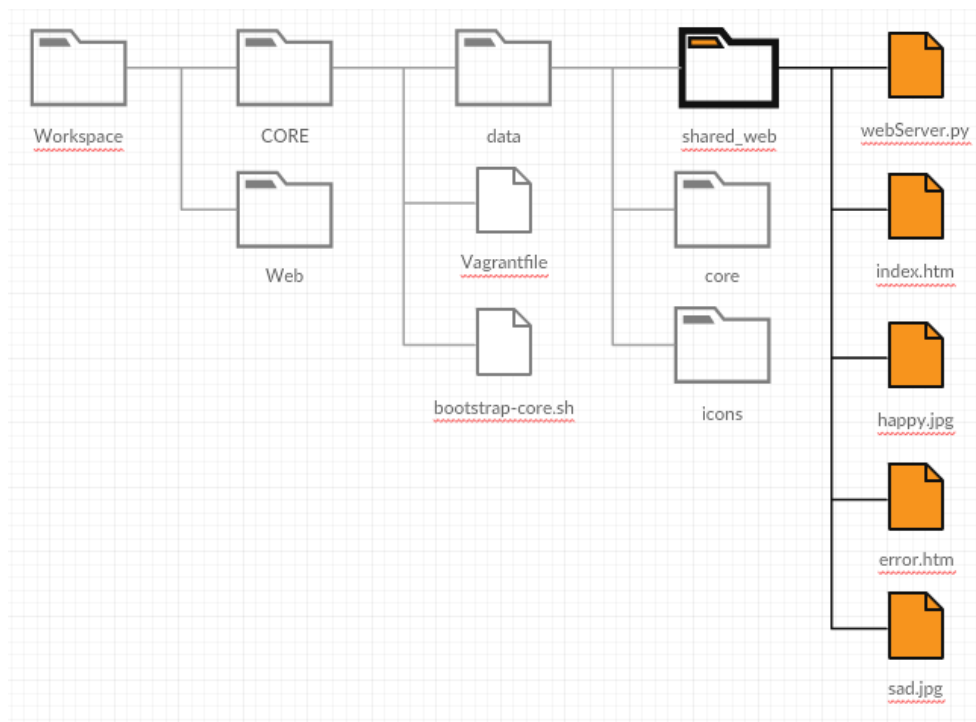 Workspace
CORE
data
shared_web
webServer.py
Web
Vagrantfile
core
index.htm
bootstrap-core.sh
icons
happy.jpg
error.htm
sad.jpg